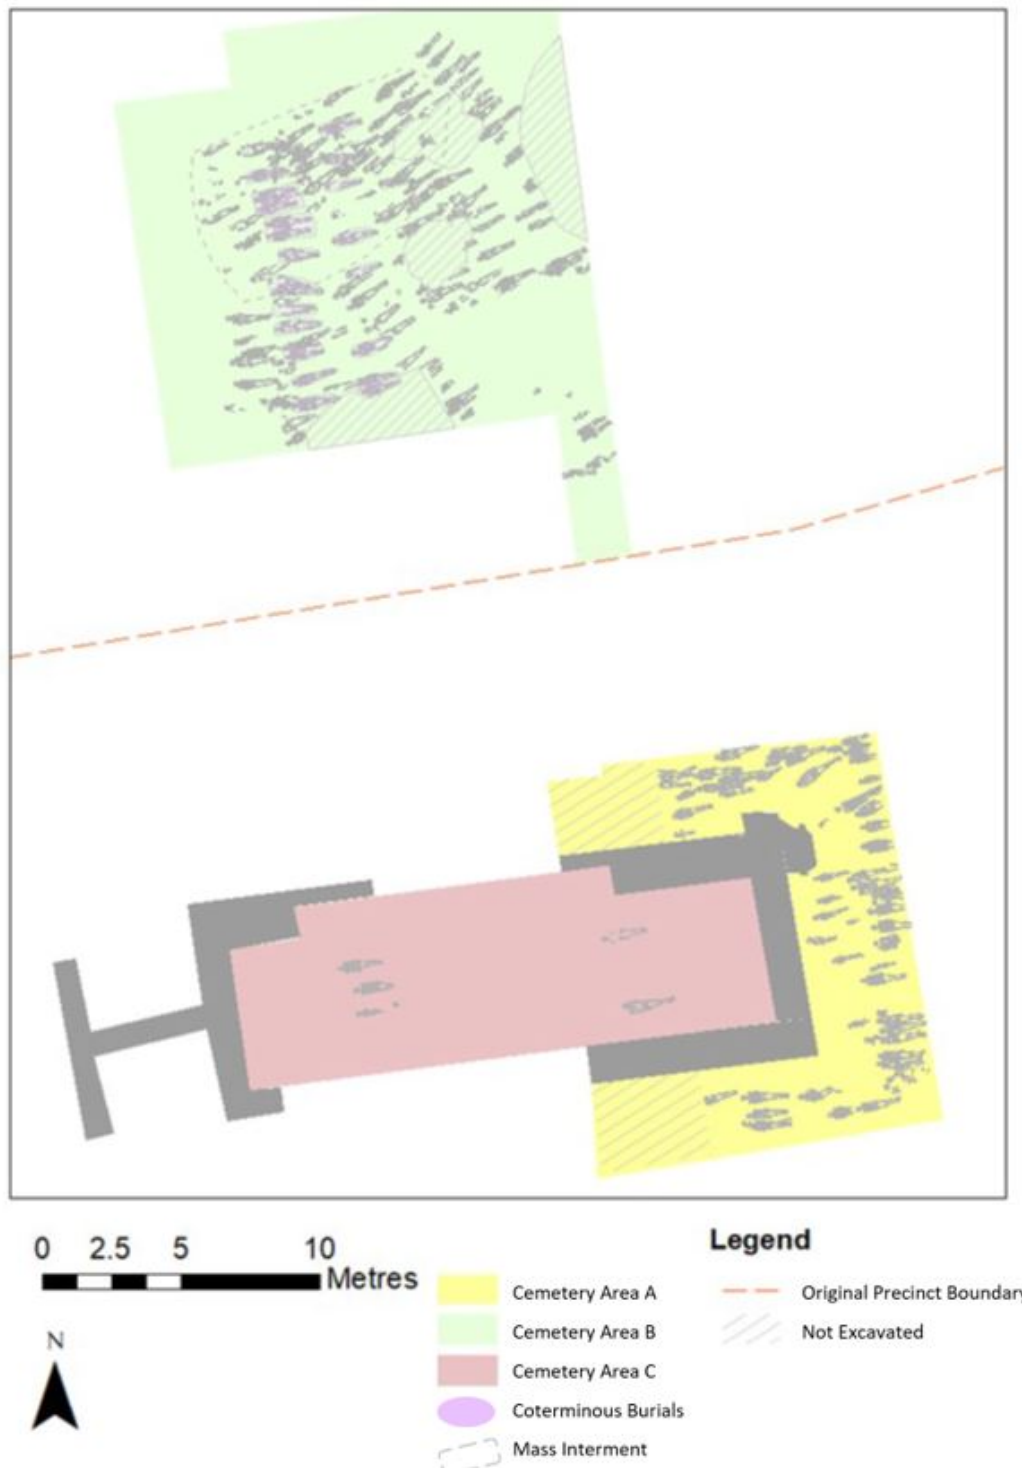 0 2.5 5 10
Metres
N
Legend
Cemetery Area A
Cemetery Area B
Cemetery Area C
Coterminous Burials
Mass Interment
Original Precinct Boundary
Not Excavated